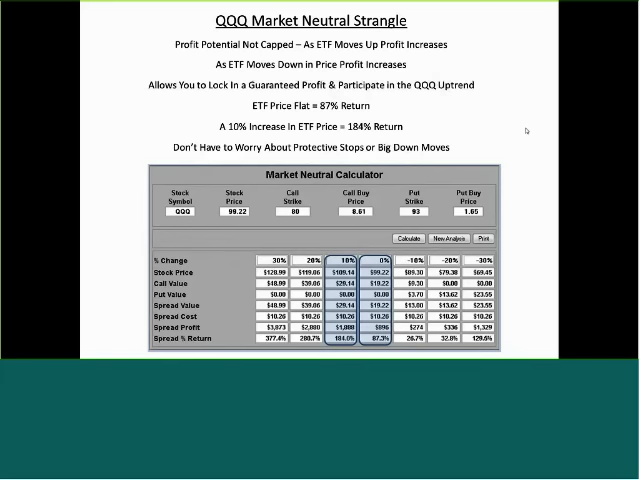 QQQ Market Neutral Strangle
Profit Potential Not Capped – As ETF Moves Up Profit Increases
As ETF Moves Down in Price Profit Increases
Allows You to Lock In a Guaranteed Profit & Participate in the QQQ Uptrend
ETF Price Flat = 87% Return
A 10% Increase In ETF Price = 184% Return
Don't Have to Worry About Protective Stops or Big Down Moves
Market Neutral Calculator
Stock Symbol Stock Price Call Strike Call Buy Price Put Strike Put Buy Price
QQQ 99.22 80 8.61 93 1.65
Calculate New Analysis Print
% Change 30% 20% 10% 0% -10% -20% -30%
Stock Price $128.99 $119.06 $109.14 $99.22 $89.30 $79.38 $69.45
Call Value $48.99 $39.06 $29.14 $19.22 $9.30 $0.00 $0.00
Put Value $0.00 $0.00 $0.00 $0.00 $3.70 $13.62 $23.55
Spread Value $48.99 $39.06 $29.14 $19.22 $13.00 $13.62 $23.55
Spread Cost $10.26 $10.26 $10.26 $10.26 $10.26 $10.26 $10.26
Spread Profit $3,873 $2,880 $1,888 $896 $274 $336 $1,329
Spread % Return 377.4% 280.7% 184.0% 87.3% 26.7% 32.8% 129.6%